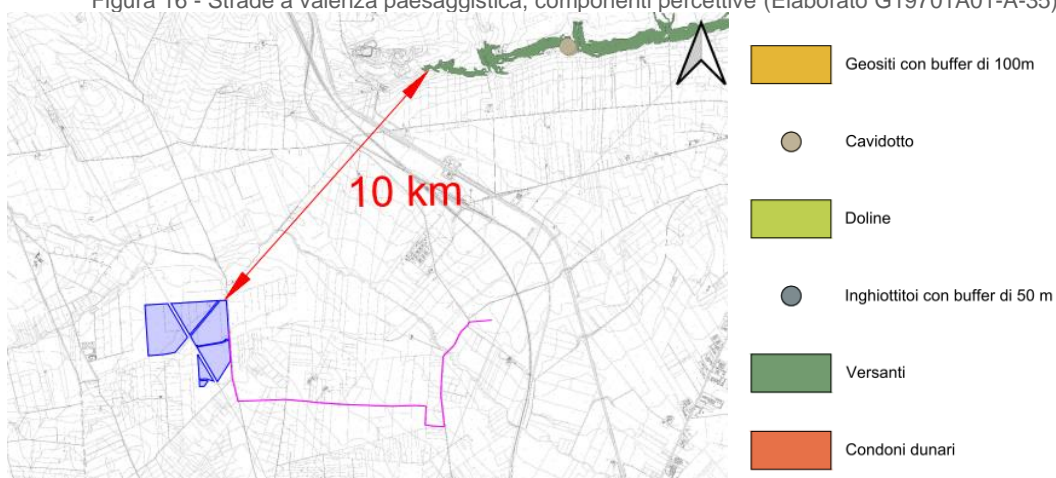 Figura 16 - Strade a valenza paesaggistica, componenti percettive (Elaborato G19701A01-A-35)
10 km
Geositi con buffer di 100m
Cavidotto
Doline
Inghiottitoi con buffer di 50 m
Versanti
Condoni dunari